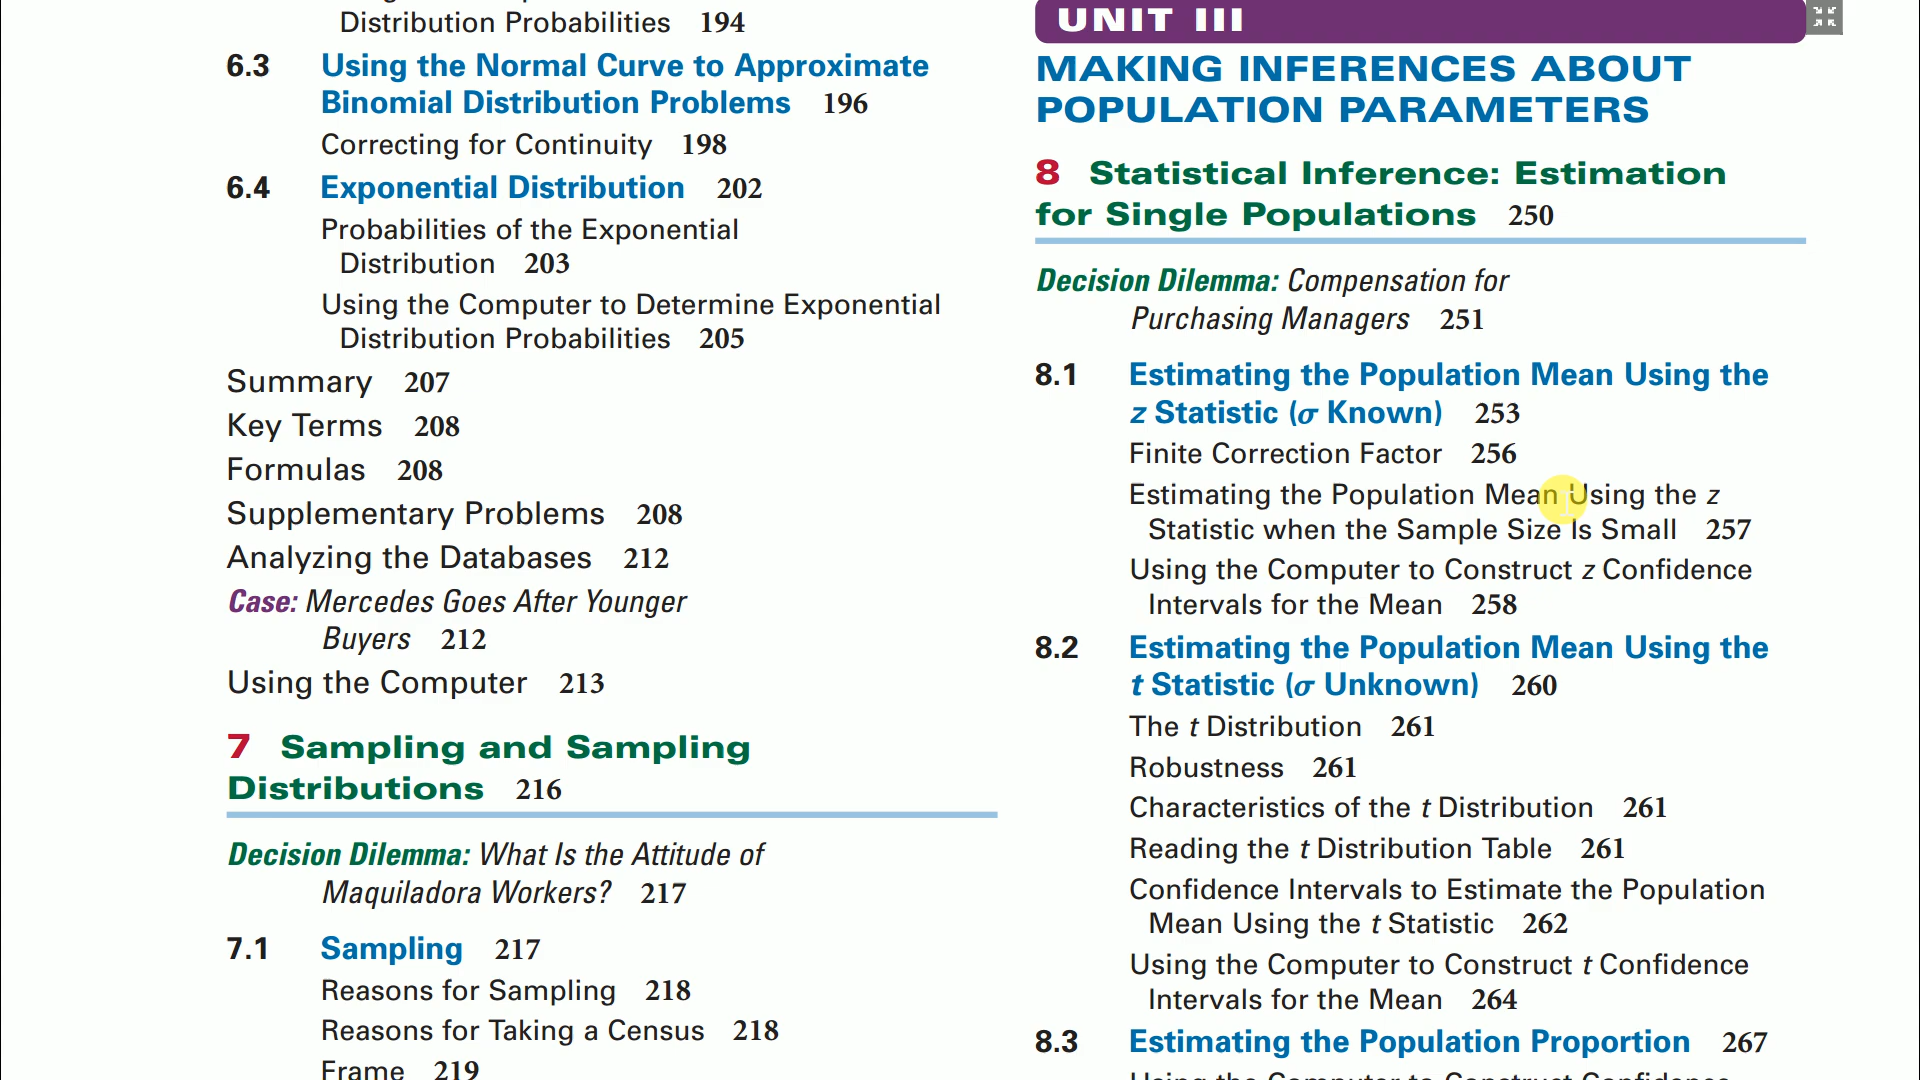 Distribution Probabilities 194
6.3 Using the Normal Curve to Approximate
Binomial Distribution Problems 196
Correcting for Continuity 198
6.4 Exponential Distribution 202
Probabilities of the Exponential
Distribution 203
Using the Computer to Determine Exponential
Distribution Probabilities 205
Summary 207
Key Terms 208
Formulas 208
Supplementary Problems 208
Analyzing the Databases 212
Case: Mercedes Goes After Younger
Buyers 212
Using the Computer 213
7 Sampling and Sampling
Distributions 216
Decision Dilemma: What Is the Attitude of
Maquiladora Workers? 217
7.1 Sampling 217
Reasons for Sampling 218
Reasons for Taking a Census 218
Frame 219
UNIT III
MAKING INFERENCES ABOUT
POPULATION PARAMETERS
8 Statistical Inference: Estimation
for Single Populations 250
Decision Dilemma: Compensation for
Purchasing Managers 251
8.1 Estimating the Population Mean Using the
z Statistic (σ Known) 253
Finite Correction Factor 256
Estimating the Population Mean Using the z
Statistic when the Sample Size Is Small 257
Using the Computer to Construct z Confidence
Intervals for the Mean 258
8.2 Estimating the Population Mean Using the
t Statistic (σ Unknown) 260
The t Distribution 261
Robustness 261
Characteristics of the t Distribution 261
Reading the t Distribution Table 261
Confidence Intervals to Estimate the Population
Mean Using the t Statistic 262
Using the Computer to Construct t Confidence
Intervals for the Mean 264
8.3 Estimating the Population Proportion 267
Using the Computer to Construct Confidence